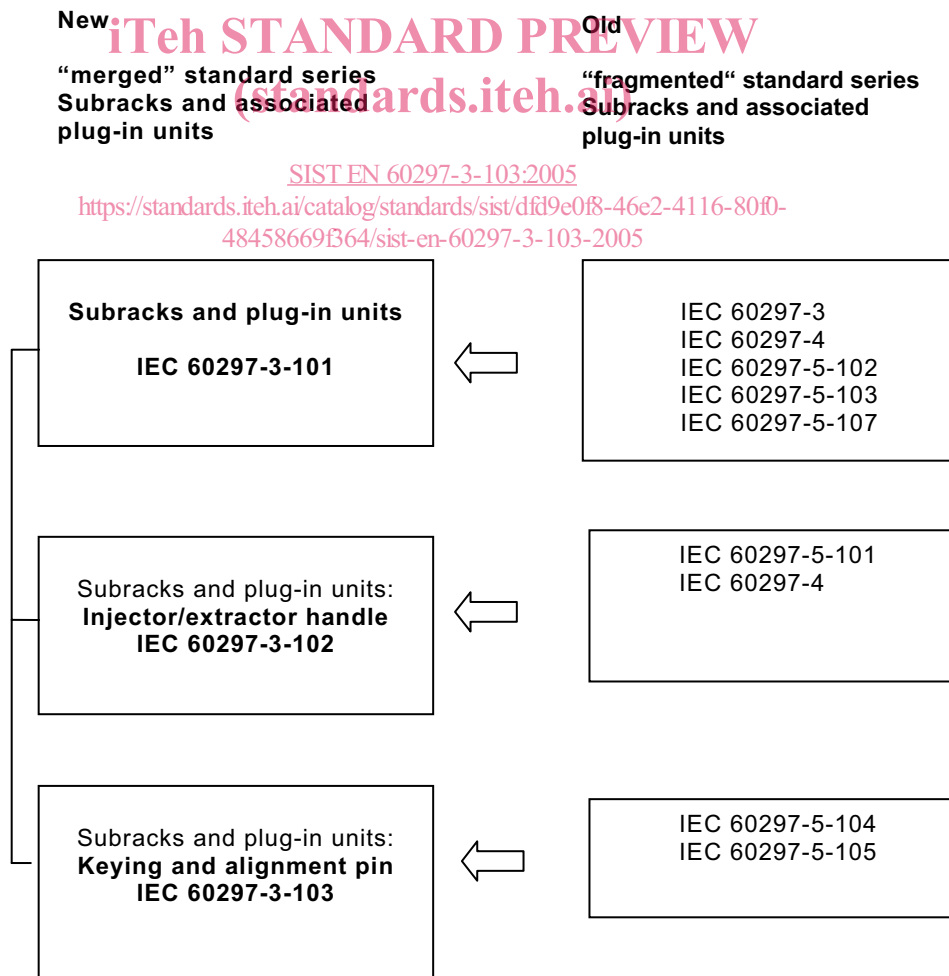 New
iTeh STANDARD PREVIEW
Old
“merged” standard series
Subracks and associated
plug-in units
(standards.iteh.ai)
“fragmented“ standard series
Subracks and associated
plug-in units
SIST EN 60297-3-103:2005
https://standards.iteh.ai/catalog/standards/sist/dfd9e0f8-46e2-4116-80f0-
48458669f364/sist-en-60297-3-103-2005
Subracks and plug-in units
IEC 60297-3-101
IEC 60297-3
IEC 60297-4
IEC 60297-5-102
IEC 60297-5-103
IEC 60297-5-107
Subracks and plug-in units:
Injector/extractor handle
IEC 60297-3-102
IEC 60297-5-101
IEC 60297-4
Subracks and plug-in units:
Keying and alignment pin
IEC 60297-3-103
IEC 60297-5-104
IEC 60297-5-105